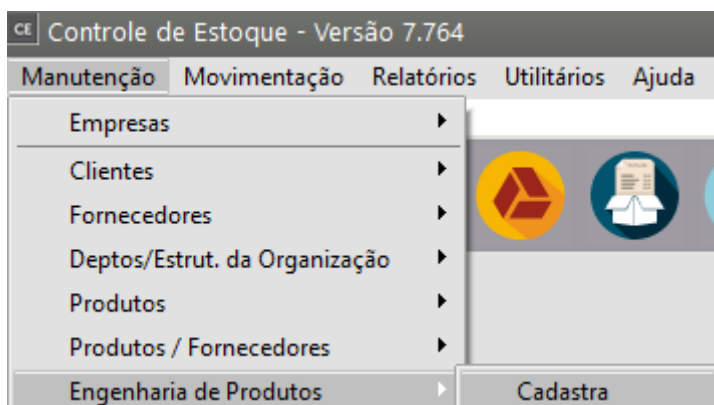 CE Controle de Estoque - Versão 7.764
Manutenção Movimentação Relatórios Utilitários Ajuda
Empresas
Clientes
Fornecedores
Deptos/Estrut. da Organização
Produtos
Produtos / Fornecedores
Engenharia de Produtos Cadastra